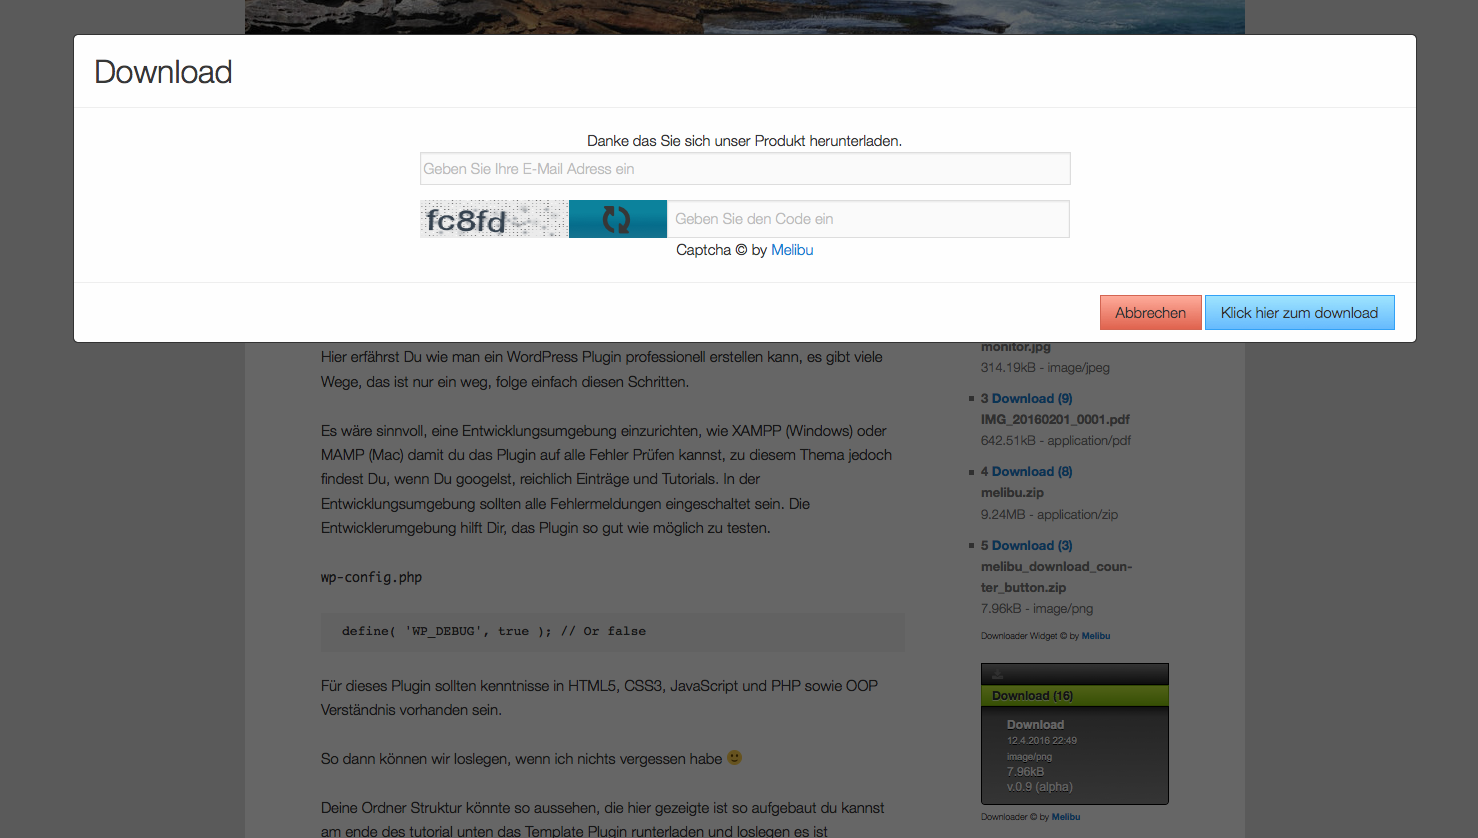 Download
Danke das Sie sich unser Produkt herunterladen.
Geben Sie Ihre E-Mail Adress ein
fc8fd
Geben Sie den Code ein
Captcha © by Melibu
Abbrechen
Klick hier zum download
Hier erfährst Du wie man ein WordPress Plugin professionell erstellen kann, es gibt viele
Wege, das ist nur ein weg, folge einfach diesen Schritten.
Es wäre sinnvoll, eine Entwicklungsumgebung einzurichten, wie XAMPP (Windows) oder
MAMP (Mac) damit du das Plugin auf alle Fehler Prüfen kannst, zu diesem Thema jedoch
findest Du, wenn Du googelst, reichlich Einträge und Tutorials. In der
Entwicklungsumgebung sollten alle Fehlermeldungen eingeschaltet sein. Die
Entwicklerumgebung hilft Dir, das Plugin so gut wie möglich zu testen.
wp-config.php
define( 'WP_DEBUG', true ); // Or false
Für dieses Plugin sollten kenntnisse in HTML5, CSS3, JavaScript und PHP sowie OOP
Verständnis vorhanden sein.
So dann können wir loslegen, wenn ich nichts vergessen habe 🙂
Deine Ordner Struktur könnte so aussehen, die hier gezeigte ist so aufgebaut du kannst
am ende des tutorial unten das Template Plugin runterladen und loslegen es ist
monitor.jpg
314.19kB - image/jpeg
3 Download (9)
IMG_20160201_0001.pdf
642.51kB - application/pdf
4 Download (8)
melibu.zip
9.24MB - application/zip
5 Download (3)
melibu_download_coun-
ter_button.zip
7.96kB - image/png
Downloader Widget © by Melibu
Download (16)
Download
12.4.2016 22:49
image/png
7.96kB
v.0.9 (alpha)
Downloader © by Melibu